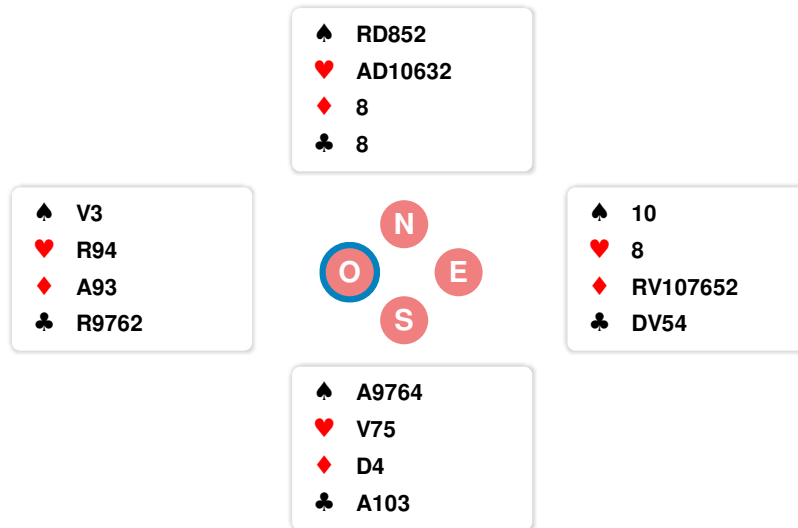 ♠ RD852
♥ AD10632
♦ 8
♣ 8
♠ V3
♥ R94
♦ A93
♣ R9762
N
O
E
S
♠ 10
♥ 8
♦ RV107652
♣ DV54
♠ A9764
♥ V75
♦ D4
♣ A103